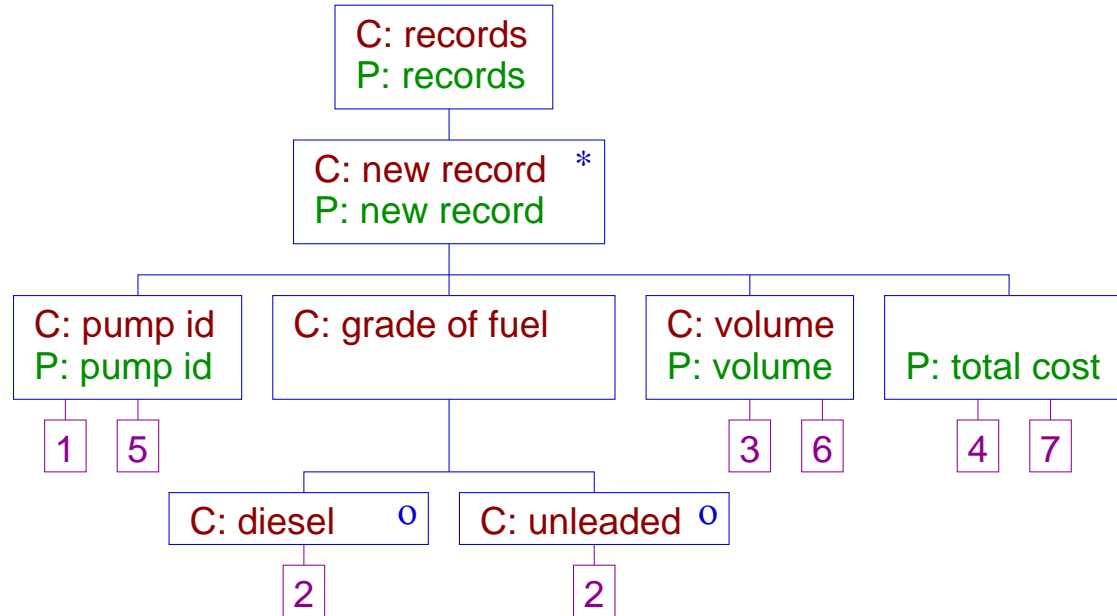 C: records
P: records
C: new record *
P: new record
C: pump id
P: pump id
C: grade of fuel
C: volume
P: volume
P: total cost
1 5
3 6
4 7
C: diesel o
C: unleaded o
2
2